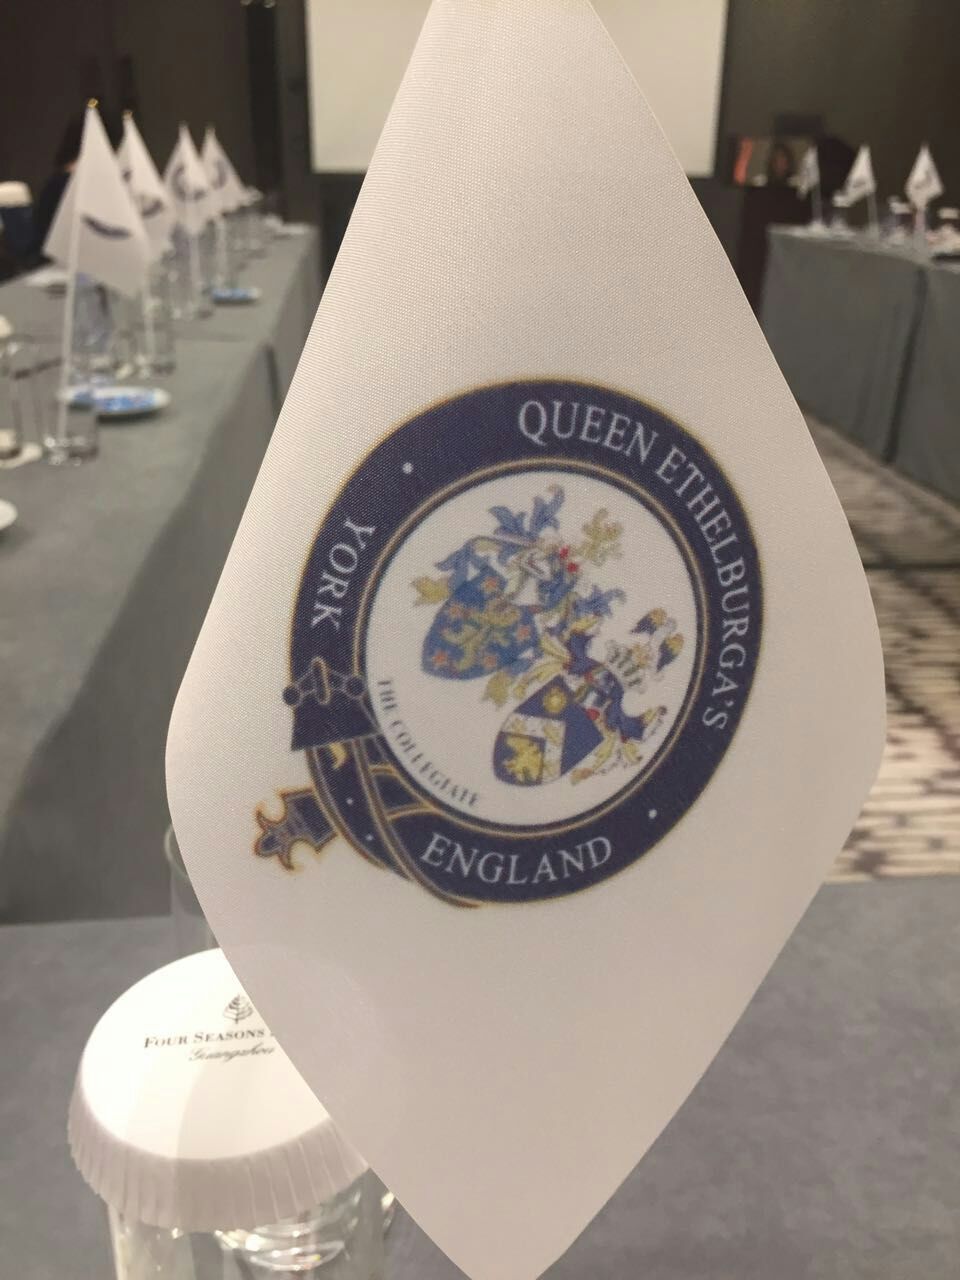 QUEEN ETHELBURGA'S
YORK
THE COLLEGIATE
ENGLAND
FOUR SEASONS
Guangzhou